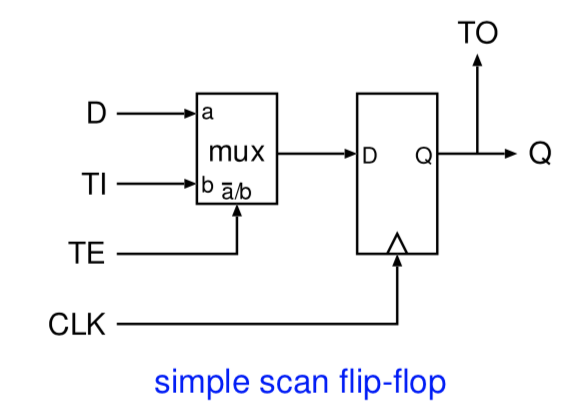 TO
D
a
mux
D
Q
Q
TI
b
a̅/b
TE
CLK
simple scan flip-flop